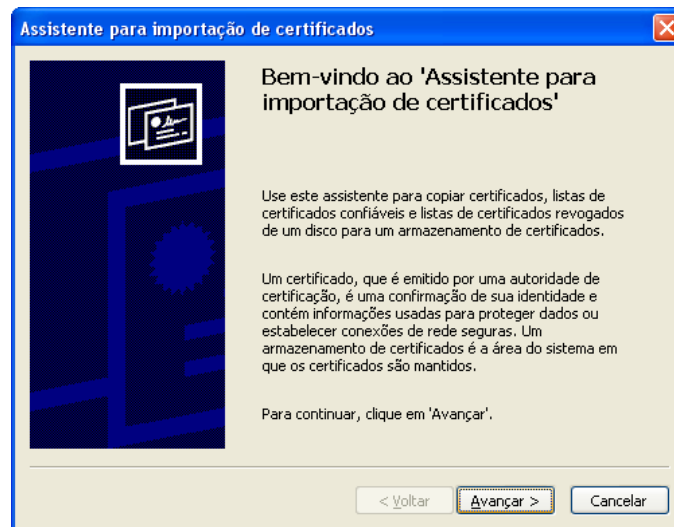 Assistente para importação de certificados
Bem-vindo ao 'Assistente para
importação de certificados'
Use este assistente para copiar certificados, listas de
certificados confiáveis e listas de certificados revogados
de um disco para um armazenamento de certificados.
Um certificado, que é emitido por uma autoridade de
certificação, é uma confirmação de sua identidade e
contém informações usadas para proteger dados ou
estabelecer conexões de rede seguras. Um
armazenamento de certificados é a área do sistema em
que os certificados são mantidos.
Para continuar, clique em 'Avançar'.
< Voltar Avançar > Cancelar